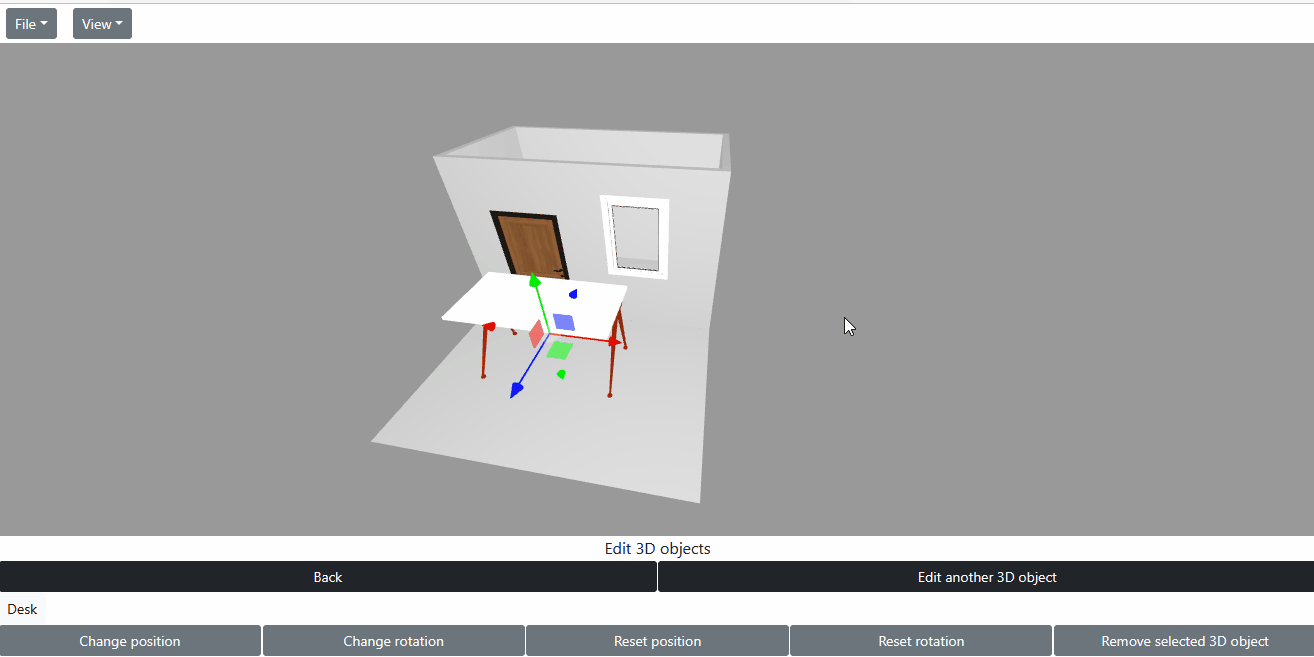 File View
Edit 3D objects
Back Edit another 3D object
Desk
Change position Change rotation Reset position Reset rotation Remove selected 3D object